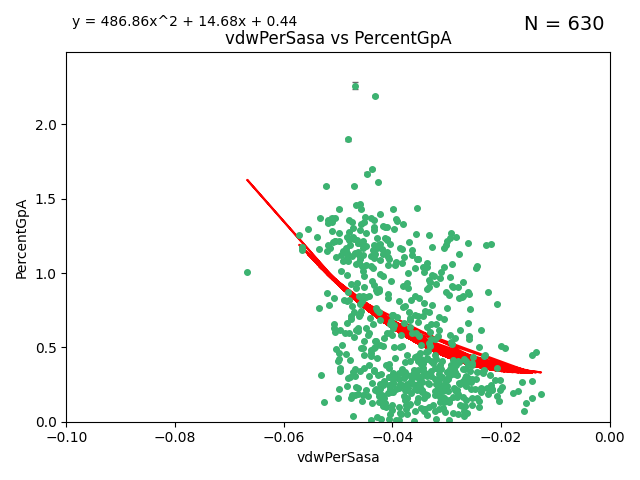 y = 486.86x^2 + 14.68x + 0.44
N = 630
vdwPerSasa vs PercentGpA
PercentGpA
2.0
1.5
1.0
0.5
0.0
−0.10
−0.08
−0.06
−0.04
−0.02
0.00
vdwPerSasa